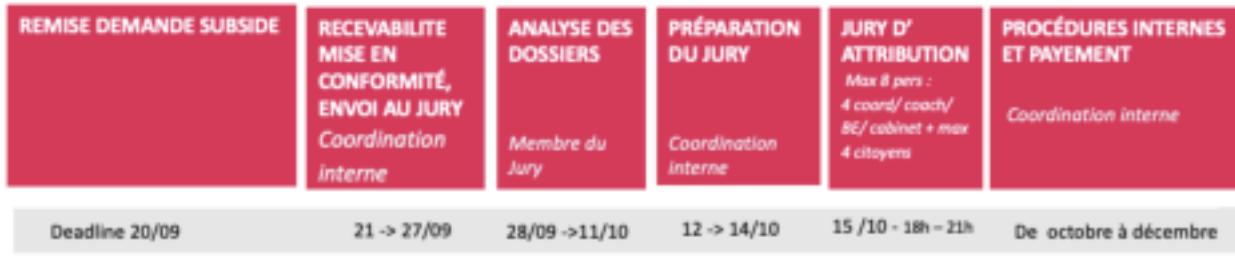 REMISE DEMANDE SUBSIDE
RECEVABILITE
MISE EN
CONFORMITÉ,
ENVOI AU JURY
Coordination
interne
ANALYSE DES
DOSSIERS
Membre du
Jury
PRÉPARATION
DU JURY
Coordination
interne
JURY D'
ATTRIBUTION
Max 8 pers :
4 coord/ coach/
BE/ cabinet + max
4 citoyens
PROCÉDURES INTERNES
ET PAYEMENT
Coordination interne
Deadline 20/09
21 -> 27/09
28/09 ->11/10
12 -> 14/10
15 /10 - 18h – 21h
De octobre à décembre